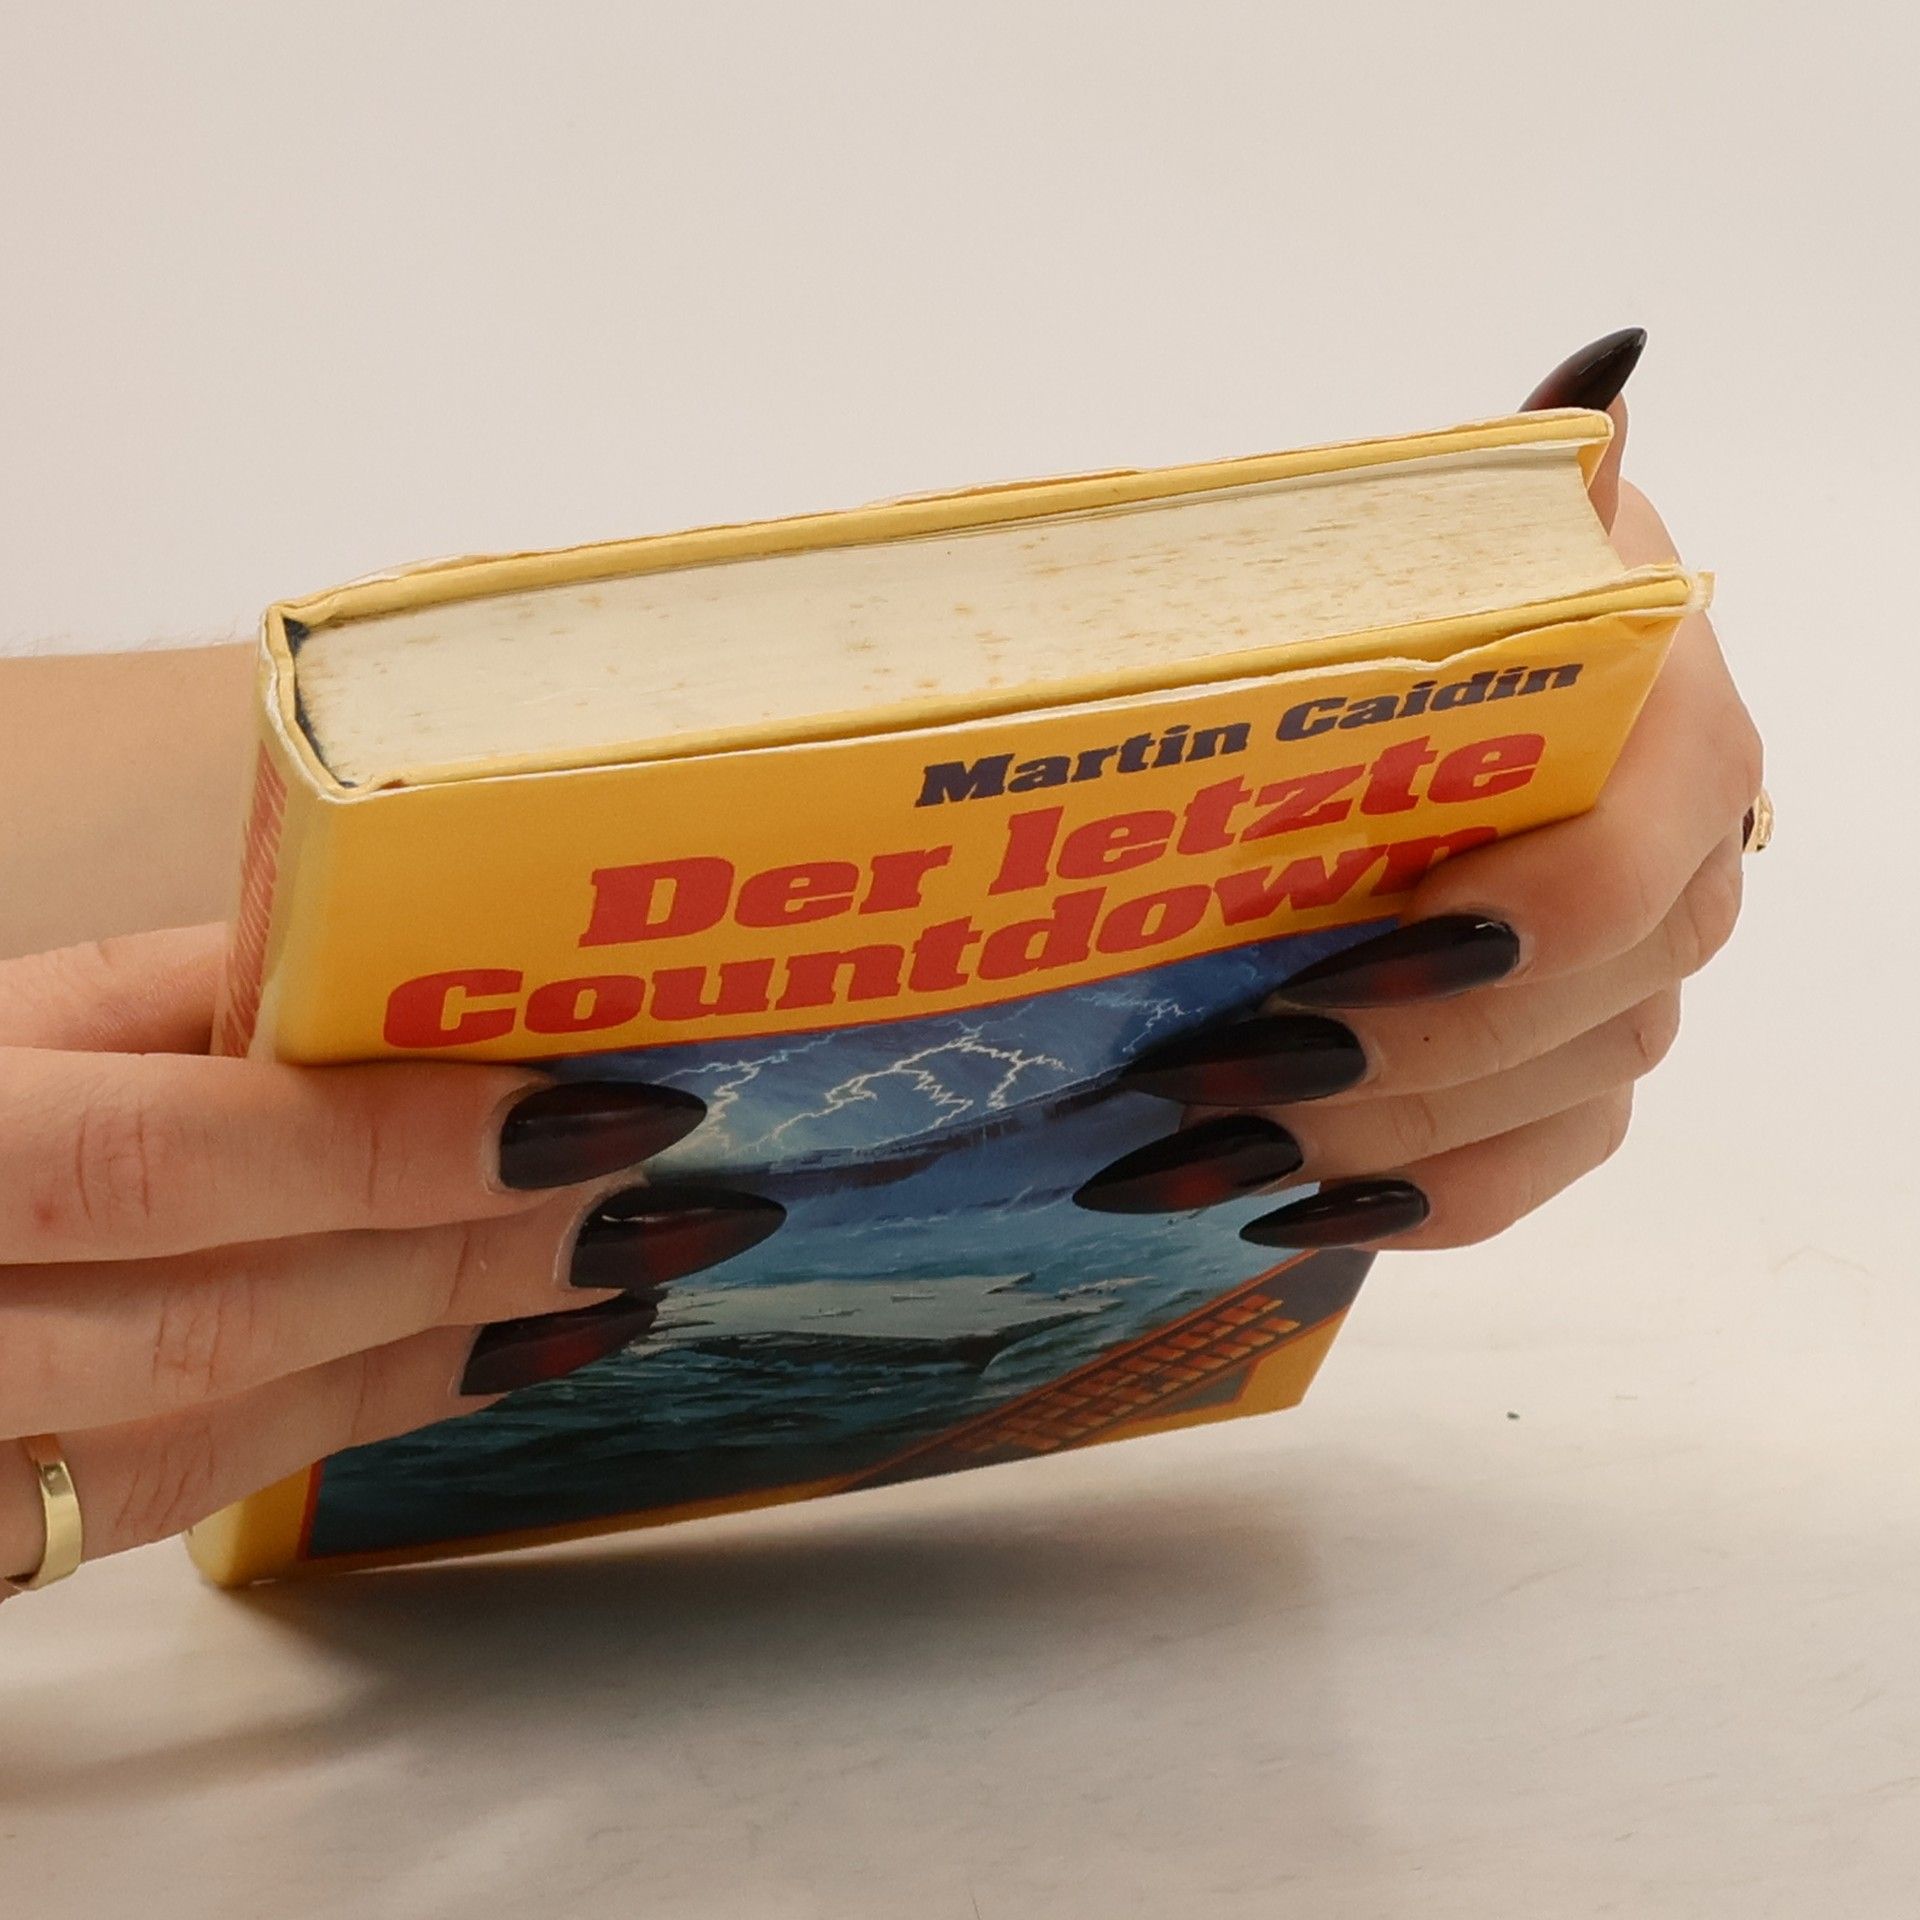 Martin Caidin
Der letzte
Countdown